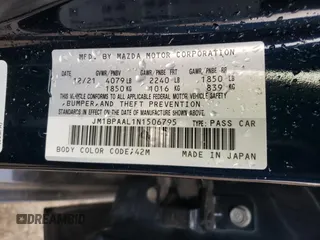 MFD. BY MAZDA MOTOR CORPORATION
GVWR/PNBV GAWR/PNBE FRT GAWR/PNBE RR
12/21 4079 LB 2240 LB 1850 LB
1850 KG 1016 KG 839 KG
THIS VEHICLE CONFORMS TO ALL APPLICABLE FEDERAL MOTOR VEHICLE SAFETY
, BUMPER, AND THEFT PREVENTION
STANDARDS IN EFFECT ON THE DATE OF MANUFACTURE SHOWN ABOVE.
JM1BPAAL1N1506795 TYPE: PASS CAR
BODY COLOR CODE/42M MADE IN JAPAN